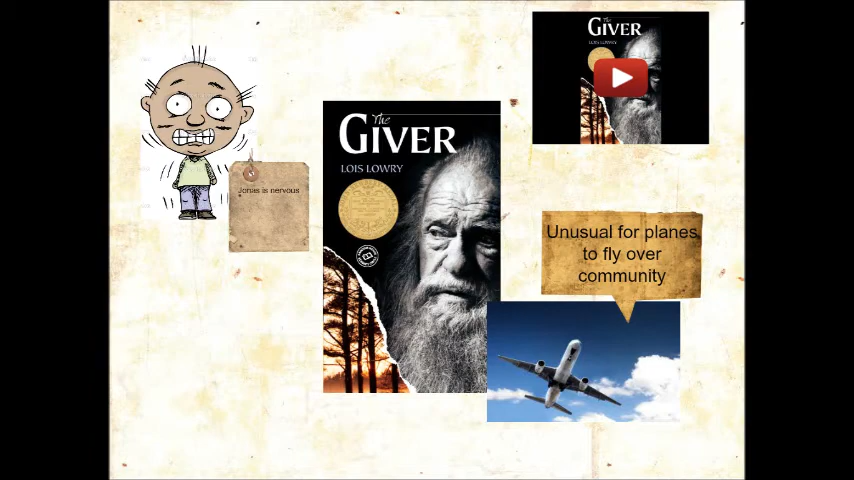 The
GIVER
LOIS LOWRY
Jonas is nervous
The
GIVER
LOIS LOWRY
Unusual for planes
to fly over
community